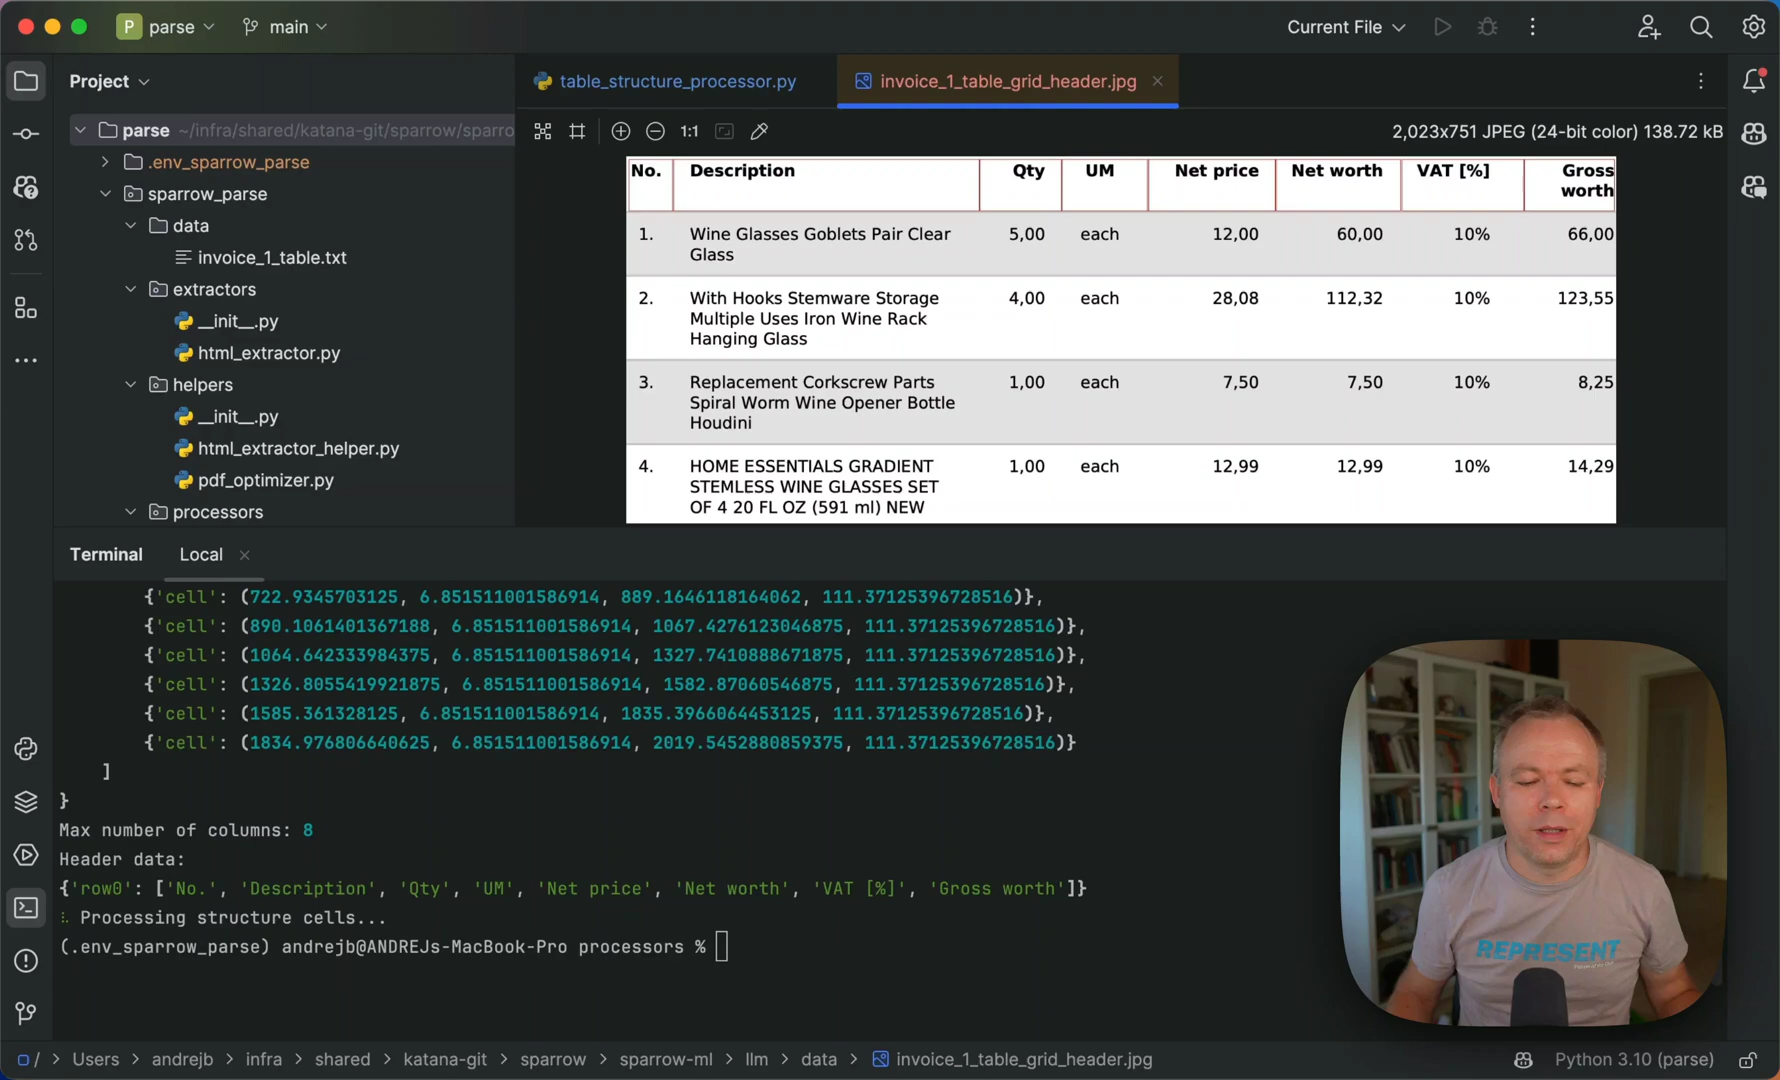 P parse main Current File
Project
table_structure_processor.py invoice_1_table_grid_header.jpg
parse ~/infra/shared/katana-git/sparrow/sparro
1:1 2,023x751 JPEG (24-bit color) 138.72 kB
.env_sparrow_parse
sparrow_parse
data
invoice_1_table.txt
extractors
__init__.py
html_extractor.py
helpers
__init__.py
html_extractor_helper.py
pdf_optimizer.py
processors
No. Description Qty UM Net price Net worth VAT [%] Gross
worth
1. Wine Glasses Goblets Pair Clear 5,00 each 12,00 60,00 10% 66,00
Glass
2. With Hooks Stemware Storage 4,00 each 28,08 112,32 10% 123,55
Multiple Uses Iron Wine Rack
Hanging Glass
3. Replacement Corkscrew Parts 1,00 each 7,50 7,50 10% 8,25
Spiral Worm Wine Opener Bottle
Houdini
4. HOME ESSENTIALS GRADIENT 1,00 each 12,99 12,99 10% 14,29
STEMLESS WINE GLASSES SET
OF 4 20 FL OZ (591 ml) NEW
Terminal Local
{'cell': (722.9345703125, 6.851511001586914, 889.1646118164062, 111.37125396728516)},
{'cell': (890.1061401367188, 6.851511001586914, 1067.4276123046875, 111.37125396728516)},
{'cell': (1064.642333984375, 6.851511001586914, 1327.7410888671875, 111.37125396728516)},
{'cell': (1326.8055419921875, 6.851511001586914, 1582.87060546875, 111.37125396728516)},
{'cell': (1585.361328125, 6.851511001586914, 1835.3966064453125, 111.37125396728516)},
{'cell': (1834.976806640625, 6.851511001586914, 2019.5452880859375, 111.37125396728516)}
]
}
Max number of columns: 8
Header data:
{'row0': ['No.', 'Description', 'Qty', 'UM', 'Net price', 'Net worth', 'VAT [%]', 'Gross worth']}
Processing structure cells...
(.env_sparrow_parse) andrejb@ANDREJs-MacBook-Pro processors %
REPRESENT
/ > Users > andrejb > infra > shared > katana-git > sparrow > sparrow-ml > llm > data > invoice_1_table_grid_header.jpg Python 3.10 (parse)